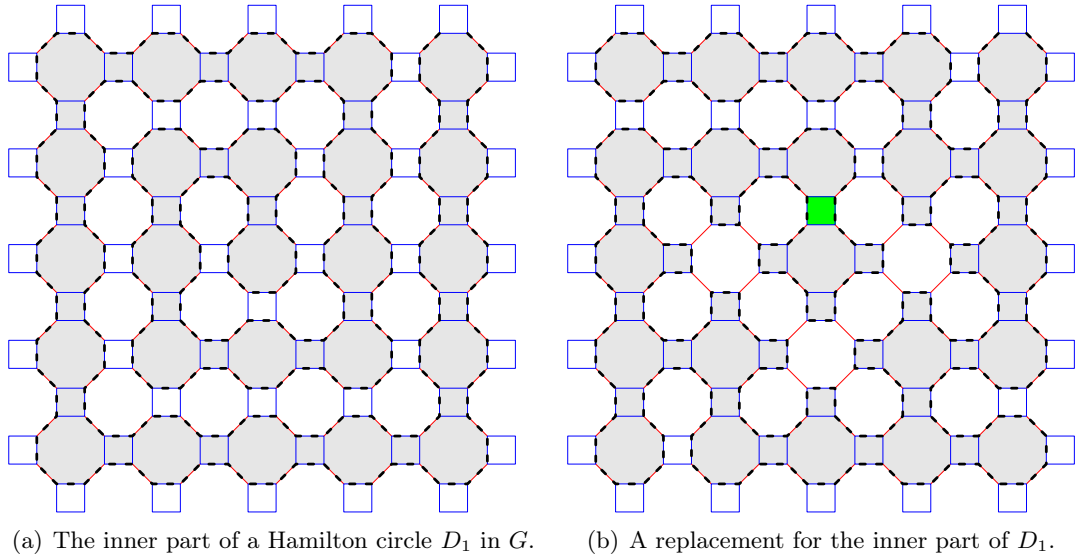 (a) The inner part of a Hamilton circle D₁ in G.
(b) A replacement for the inner part of D₁.